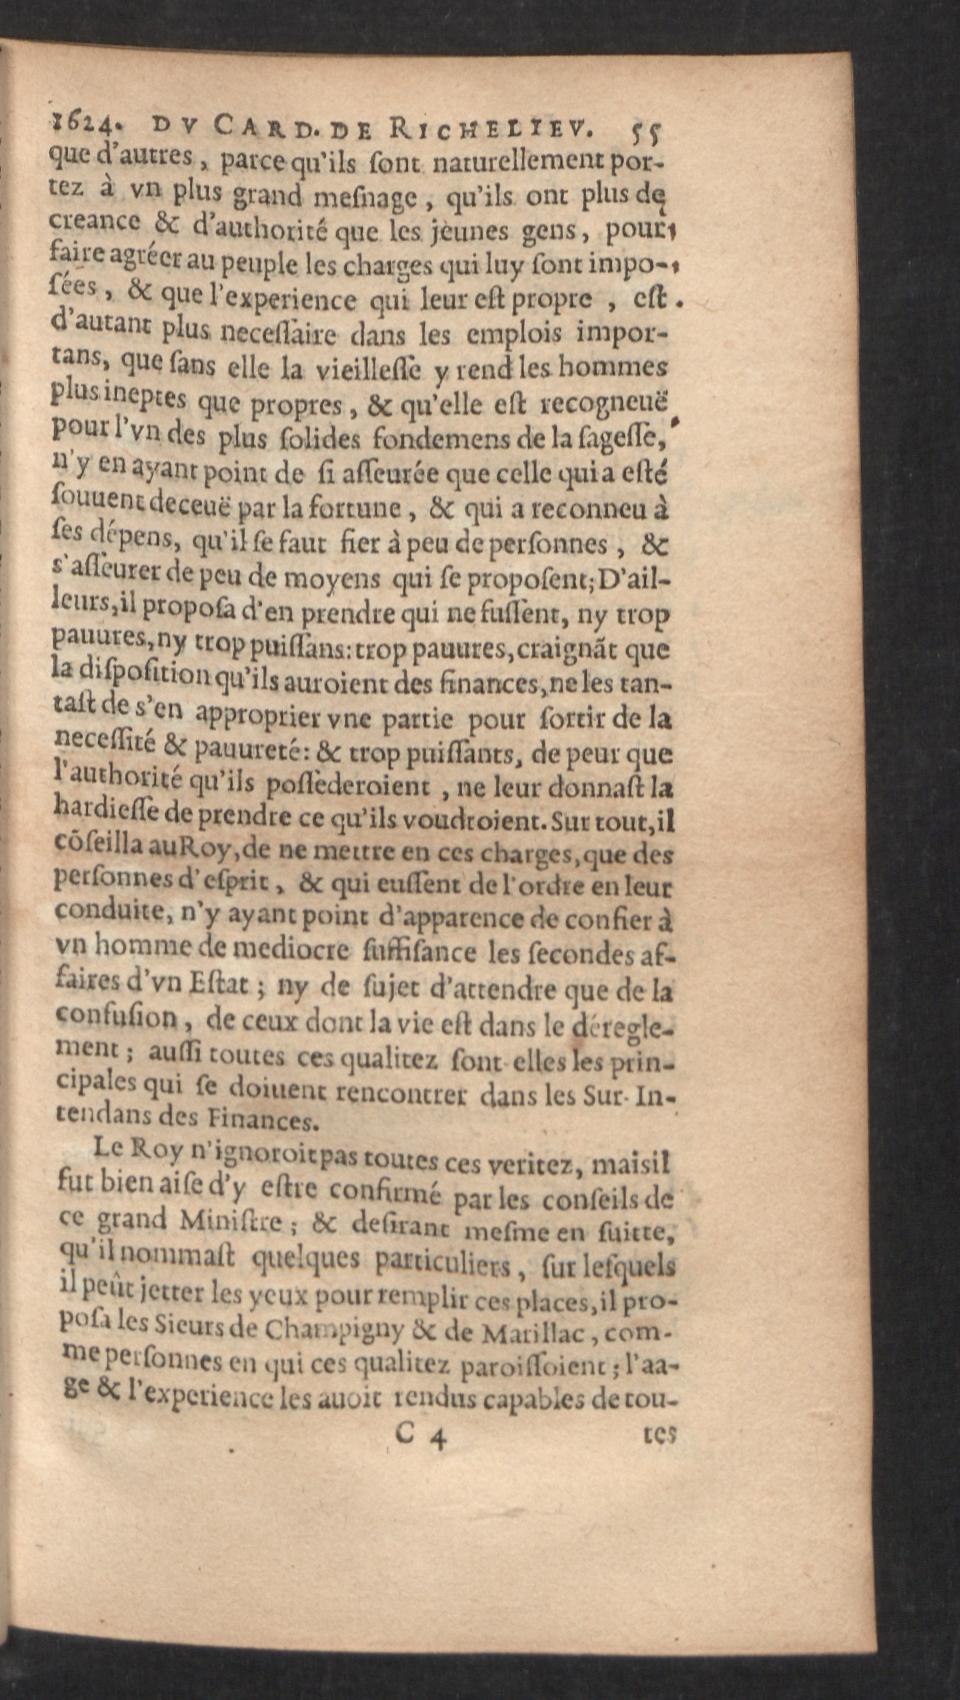 1624. DV CARD. DE RICHELIEV. 55
que d'autres, parce qu'ils ſont naturellement por-
tez à vn plus grand meſnage, qu'ils ont plus de
creance & d'authorité que les jeunes gens, pour
faire agréer au peuple les charges qui luy ſont impo-
ſées, & que l'experience qui leur eſt propre, eſt
d'autant plus neceſſaire dans les emplois impor-
tans, que ſans elle la vieilleſſe y rend les hommes
plus ineptes que propres, & qu'elle eſt recogneuë
pour l'vn des plus ſolides fondemens de la ſageſſe,
n'y en ayant point de ſi aſſeurée que celle qui a eſté
ſouuent deceuë par la fortune, & qui a reconneu à
ſes dépens, qu'il ſe faut fier à peu de perſonnes, &
s'aſſeurer de peu de moyens qui ſe propoſent; D'ail-
leurs, il propoſa d'en prendre qui ne fuſſent, ny trop
pauures, ny trop puiſſans: trop pauures, craignãt que
la diſpoſition qu'ils auroient des finances, ne les tan-
taſt de s'en approprier vne partie pour ſortir de la
neceſſité & pauureté: & trop puiſſants, de peur que
l'authorité qu'ils poſſederoient, ne leur donnaſt la
hardieſſe de prendre ce qu'ils voudroient. Sur tout, il
cõſeilla au Roy, de ne mettre en ces charges, que des
perſonnes d'eſprit, & qui euſſent de l'ordre en leur
conduite, n'y ayant point d'apparence de confier à
vn homme de mediocre ſuffiſance les ſecondes af-
faires d'vn Eſtat; ny de ſujet d'attendre que de la
confuſion, de ceux dont la vie eſt dans le déregle-
ment; auſſi toutes ces qualitez ſont elles les prin-
cipales qui ſe doiuent rencontrer dans les Sur-In-
tendans des Finances.
Le Roy n'ignoroit pas toutes ces veritez, mais il
fut bien aiſe d'y eſtre confirmé par les conſeils de
ce grand Miniſtre; & deſirant meſme en ſuitte,
qu'il nommaſt quelques particuliers, ſur leſquels
il peût jetter les yeux pour remplir ces places, il pro-
poſa les Sieurs de Champigny & de Marillac, com-
me perſonnes en qui ces qualitez paroiſſoient; l'aa-
ge & l'experience les auoit rendus capables de tou-
C 4 tes